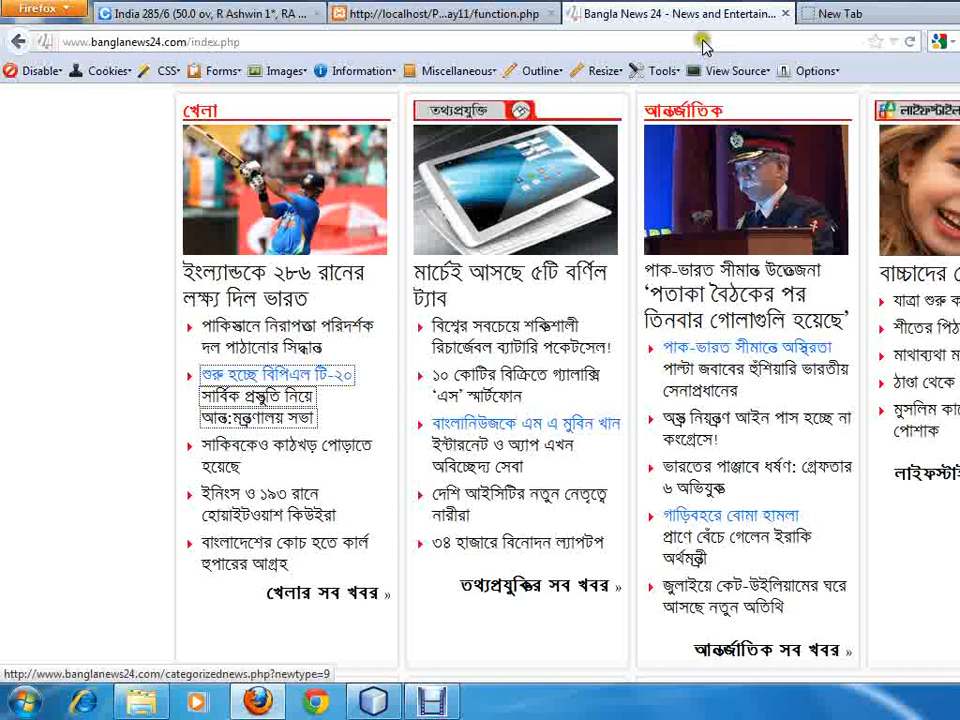 Firefox
India 285/6 (50.0 ov, R Ashwin 1*, RA ...
http://localhost/P...ay11/function.php
Bangla News 24 - News and Entertain...
New Tab
www.banglanews24.com/index.php
Disable
Cookies
CSS
Forms
Images
Information
Miscellaneous
Outline
Resize
Tools
View Source
Options
খেলা
ইংল্যান্ডকে ২৮৬ রানের
লক্ষ্য দিল ভারত
পাকিস্তানে নিরাপত্তা পরিদর্শক
দল পাঠানোর সিদ্ধান্ত
শুরু হচ্ছে বিপিএল টি-২০
সার্বিক প্রস্তুতি নিয়ে
আন্ত:মন্ত্রণালয় সভা
সাকিবকেও কাঠখড় পোড়াতে
হয়েছে
ইনিংস ও ১৯৩ রানে
হোয়াইটওয়াশ কিউইরা
বাংলাদেশের কোচ হতে কার্ল
হুপারের আগ্রহ
খেলার সব খবর »
তথ্যপ্রযুক্তি
মার্চেই আসছে ৫টি বর্ণিল
ট্যাব
বিশ্বের সবচেয়ে শক্তিশালী
রিচার্জেবল ব্যাটারি পকেটসেল!
১০ কোটির বিক্রিতে গ্যালাক্সি
‘এস’ স্মার্টফোন
বাংলানিউজকে এম এ মুবিন খান
ইন্টারনেট ও অ্যাপ এখন
অবিচ্ছেদ্য সেবা
দেশি আইসিটির নতুন নেতৃত্বে
নারীরা
৩৪ হাজারে বিনোদন ল্যাপটপ
তথ্যপ্রযুক্তির সব খবর »
আন্তর্জাতিক
পাক-ভারত সীমান্ত উত্তেজনা
‘পতাকা বৈঠকের পর
তিনবার গোলাগুলি হয়েছে’
পাক-ভারত সীমান্তে অস্থিরতা
পাল্টা জবাবের হুঁশিয়ারি ভারতীয়
সেনাপ্রধানের
অস্ত্র নিয়ন্ত্রণ আইন পাস হচ্ছে না
কংগ্রেসে!
ভারতের পাঞ্জাবে ধর্ষণ: গ্রেফতার
৬ অভিযুক্ত
গাড়িবহরে বোমা হামলা
প্রাণে বেঁচে গেলেন ইরাকি
অর্থমন্ত্রী
জুলাইয়ে কেট-উইলিয়ামের ঘরে
আসছে নতুন অতিথি
আন্তর্জাতিক সব খবর »
লাইফস্টাইল
বাচ্চাদের
যাত্রা শুরু
শীতের
মাথাব্যথা
ঠাণ্ডা থেকে
মুসলিম
পোশাক
http://www.banglanews24.com/categorizednews.php?newtype=9